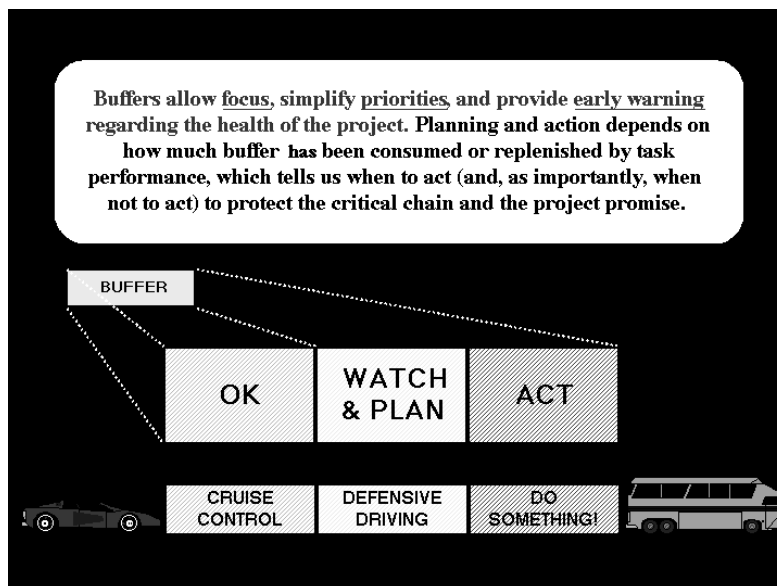 Buffers allow focus, simplify priorities, and provide early warning
regarding the health of the project. Planning and action depends on
how much buffer has been consumed or replenished by task
performance, which tells us when to act (and, as importantly, when
not to act) to protect the critical chain and the project promise.
BUFFER
OK
WATCH
& PLAN
ACT
CRUISE
CONTROL
DEFENSIVE
DRIVING
DO
SOMETHING!